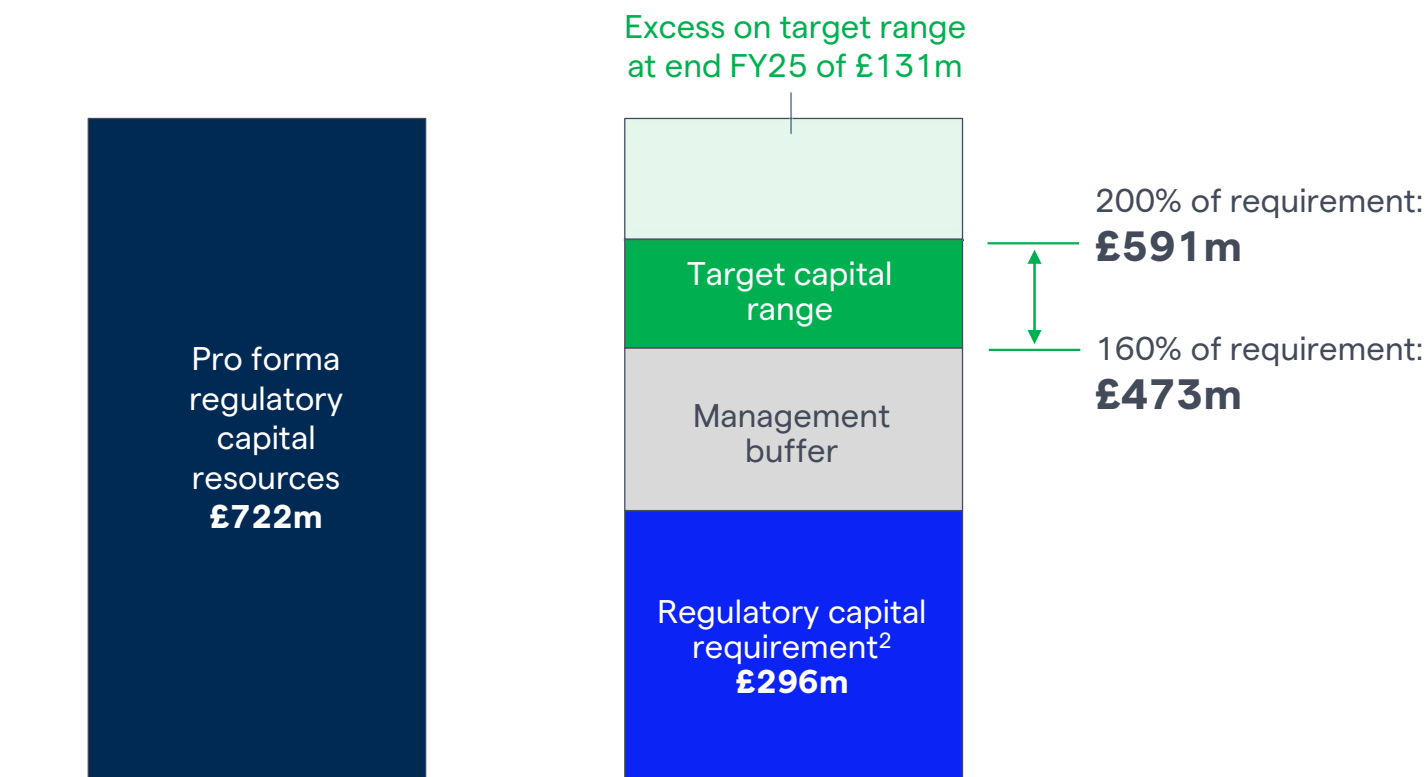 Excess on target range
at end FY25 of £131m
Pro forma
regulatory
capital
resources
£722m
Target capital
range
Management
buffer
Regulatory capital
requirement²
£296m
200% of requirement:
£591m
160% of requirement:
£473m